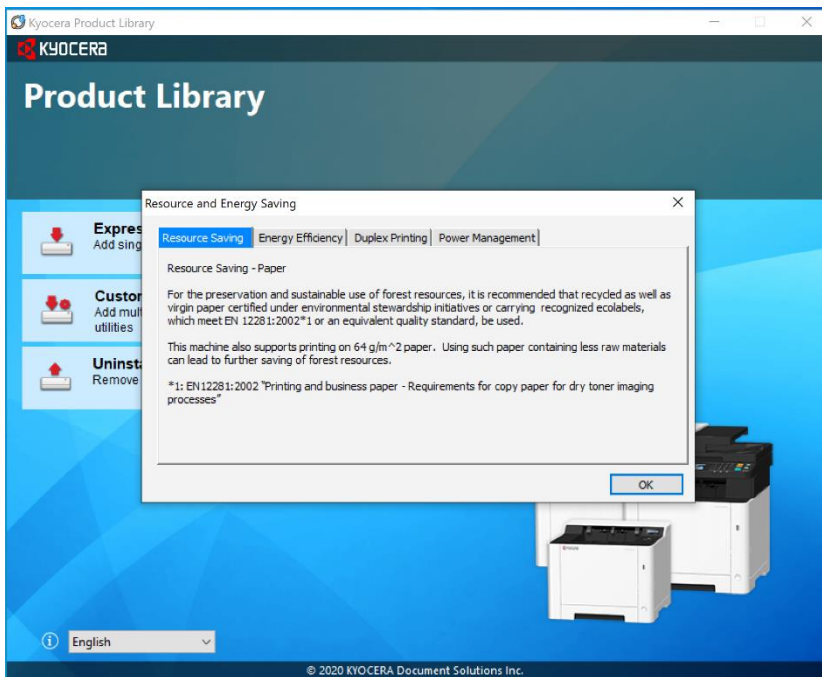 Kyocera Product Library
KYOCERA
Product Library
Resource and Energy Saving
Resource Saving
Energy Efficiency
Duplex Printing
Power Management
Resource Saving - Paper
For the preservation and sustainable use of forest resources, it is recommended that recycled as well as
virgin paper certified under environmental stewardship initiatives or carrying recognized ecolabels,
which meet EN 12281:2002*1 or an equivalent quality standard, be used.
This machine also supports printing on 64 g/m^2 paper. Using such paper containing less raw materials
can lead to further saving of forest resources.
*1: EN12281:2002 "Printing and business paper - Requirements for copy paper for dry toner imaging
processes"
OK
Expres
Add sing
Custor
Add mult
utilities
Uninsta
Remove
English
© 2020 KYOCERA Document Solutions Inc.